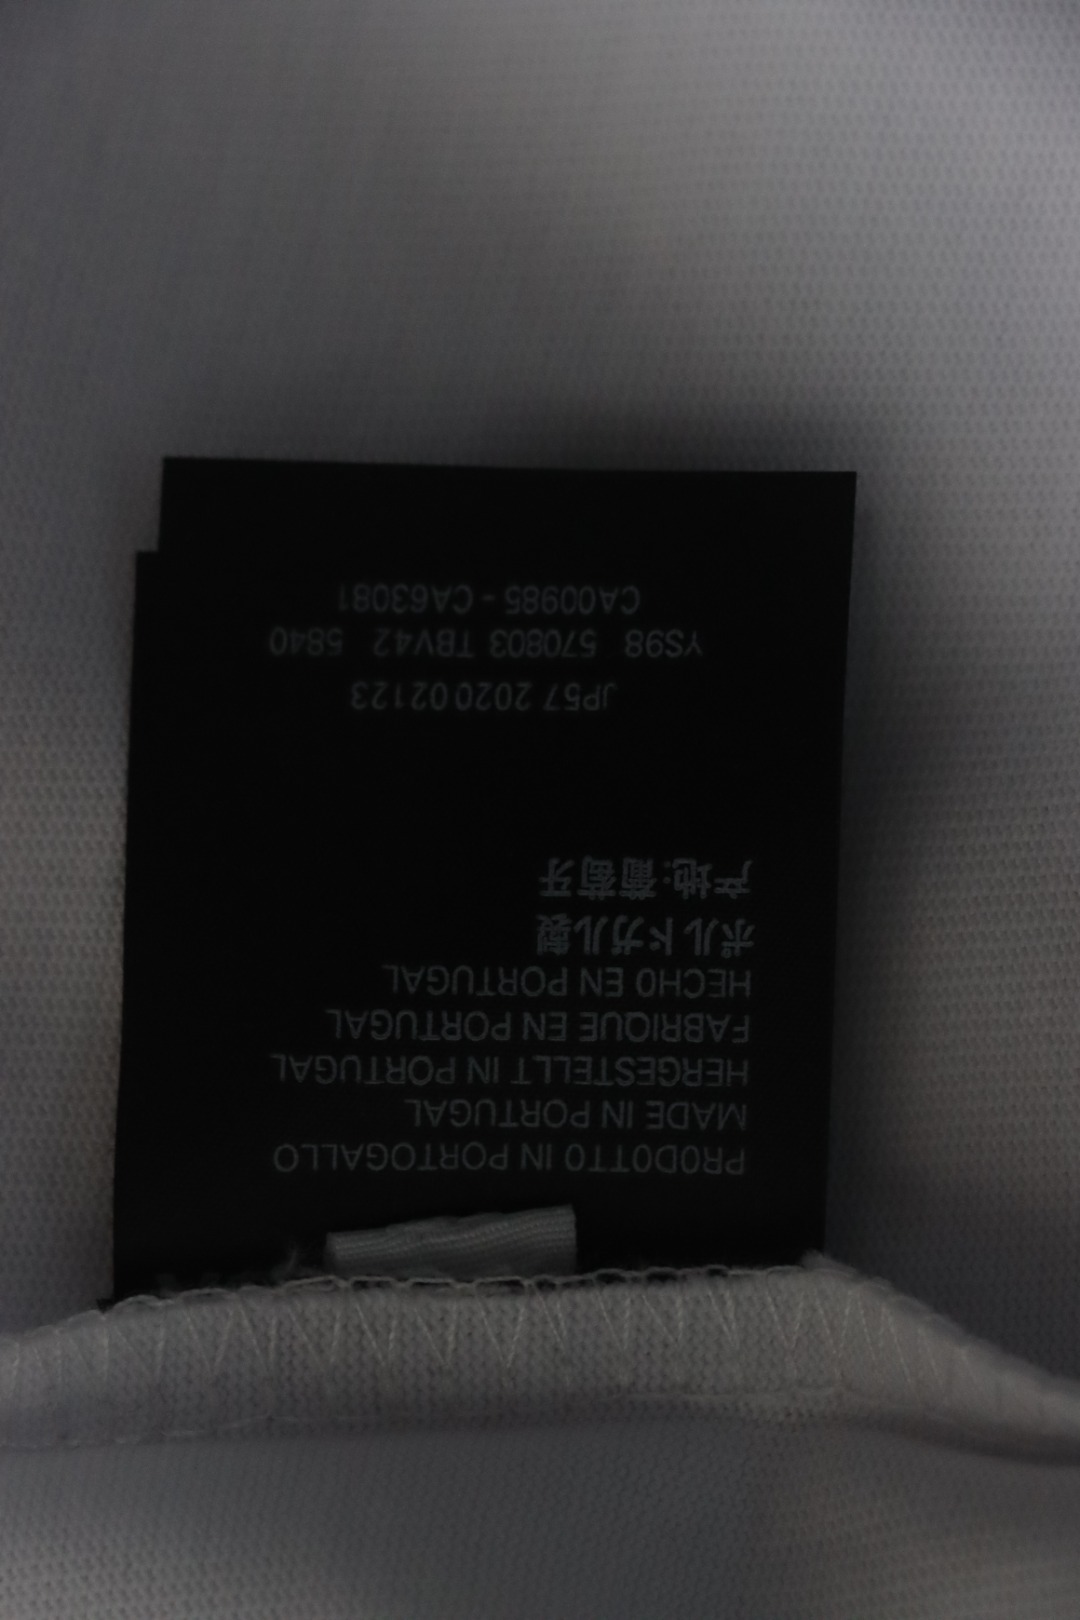 PRODOTTO IN PORTOGALLO
MADE IN PORTUGAL
HERGESTELLT IN PORTUGAL
FABRIQUE EN PORTUGAL
HECHO EN PORTUGAL
ポルトガル製
产地:葡萄牙
JP57 2020 02123
YS98 570803 TBV42 5840
CA00985 - CA63081